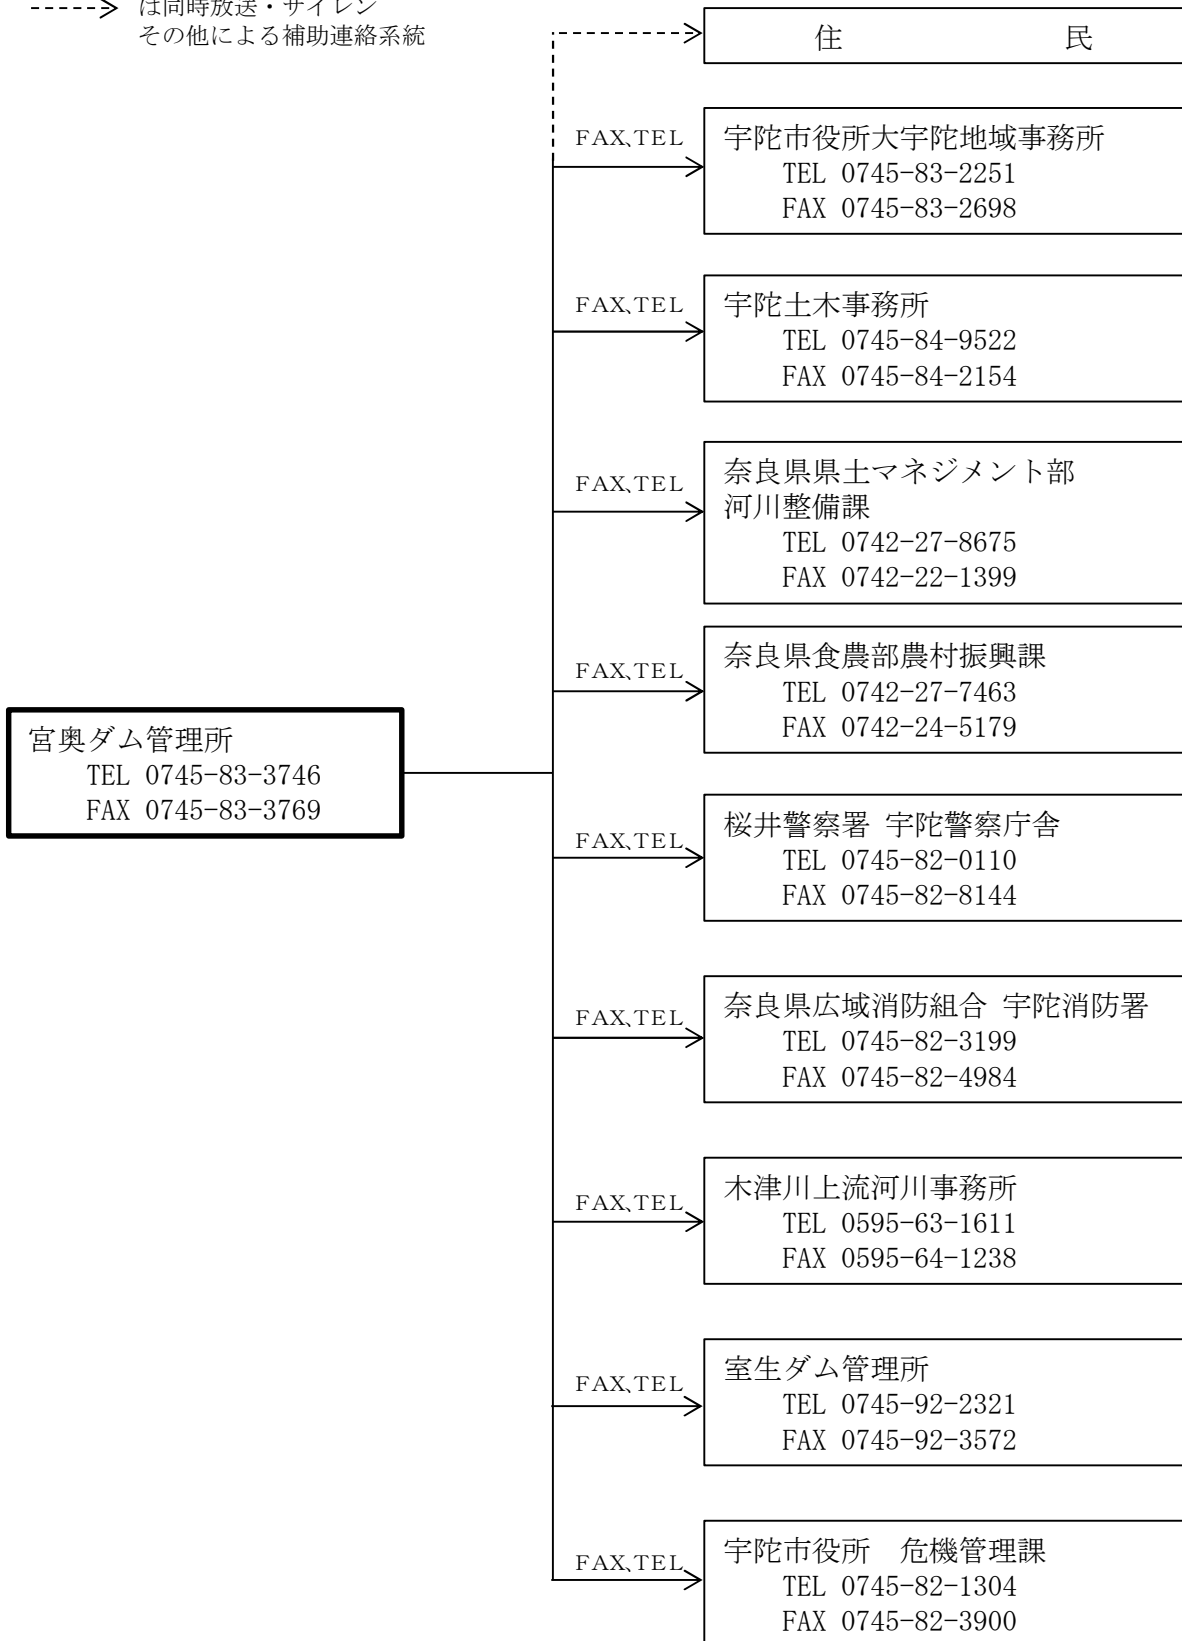 は同時放送・サイレン
その他による補助連絡系統
住 民
FAX､TEL
宇陀市役所大宇陀地域事務所
TEL 0745-83-2251
FAX 0745-83-2698
FAX､TEL
宇陀土木事務所
TEL 0745-84-9522
FAX 0745-84-2154
FAX､TEL
奈良県県土マネジメント部
河川整備課
TEL 0742-27-8675
FAX 0742-22-1399
FAX､TEL
奈良県食農部農村振興課
TEL 0742-27-7463
FAX 0742-24-5179
宮奥ダム管理所
TEL 0745-83-3746
FAX 0745-83-3769
FAX､TEL
桜井警察署 宇陀警察庁舎
TEL 0745-82-0110
FAX 0745-82-8144
FAX､TEL
奈良県広域消防組合 宇陀消防署
TEL 0745-82-3199
FAX 0745-82-4984
FAX､TEL
木津川上流河川事務所
TEL 0595-63-1611
FAX 0595-64-1238
FAX､TEL
室生ダム管理所
TEL 0745-92-2321
FAX 0745-92-3572
FAX､TEL
宇陀市役所　危機管理課
TEL 0745-82-1304
FAX 0745-82-3900